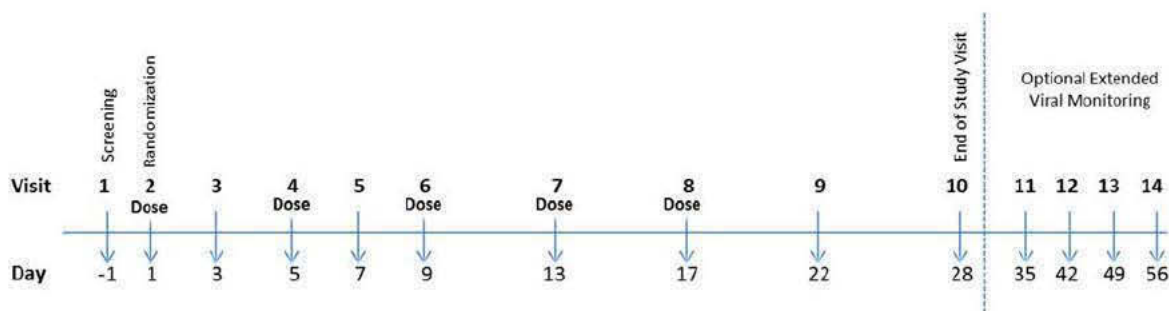 Screening
Randomization
End of Study Visit
Optional Extended
Viral Monitoring
Visit 1 2 3 4 5 6 7 8 9 10 11 12 13 14
Dose Dose Dose Dose Dose
Day -1 1 3 5 7 9 13 17 22 28 35 42 49 56